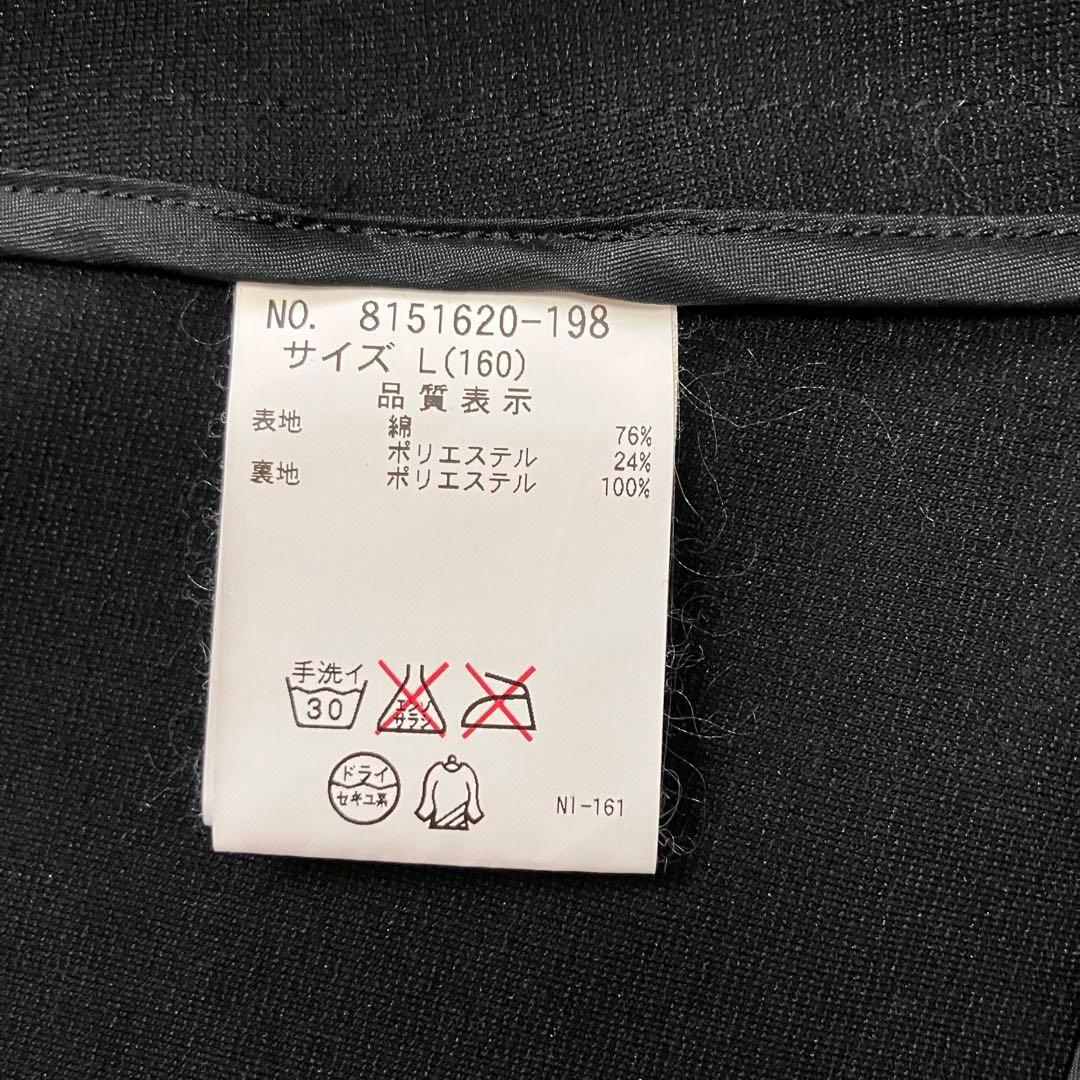 NO. 8151620-198
サイズ L(160)
品質表示
表地 綿 76%
ポリエステル 24%
裏地 ポリエステル 100%
手洗イ
30
エンソ
サラシ
ドライ
セキユ系
NI-161